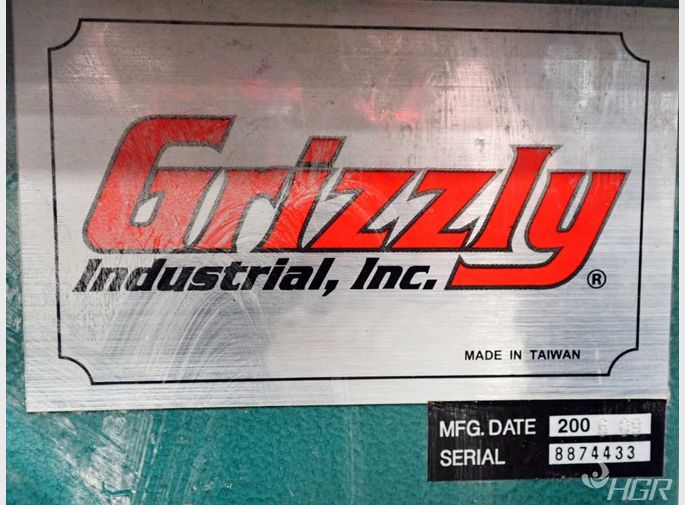 Grizzly
Industrial, Inc.®
MADE IN TAIWAN
MFG. DATE 200
SERIAL 8874433
HGR